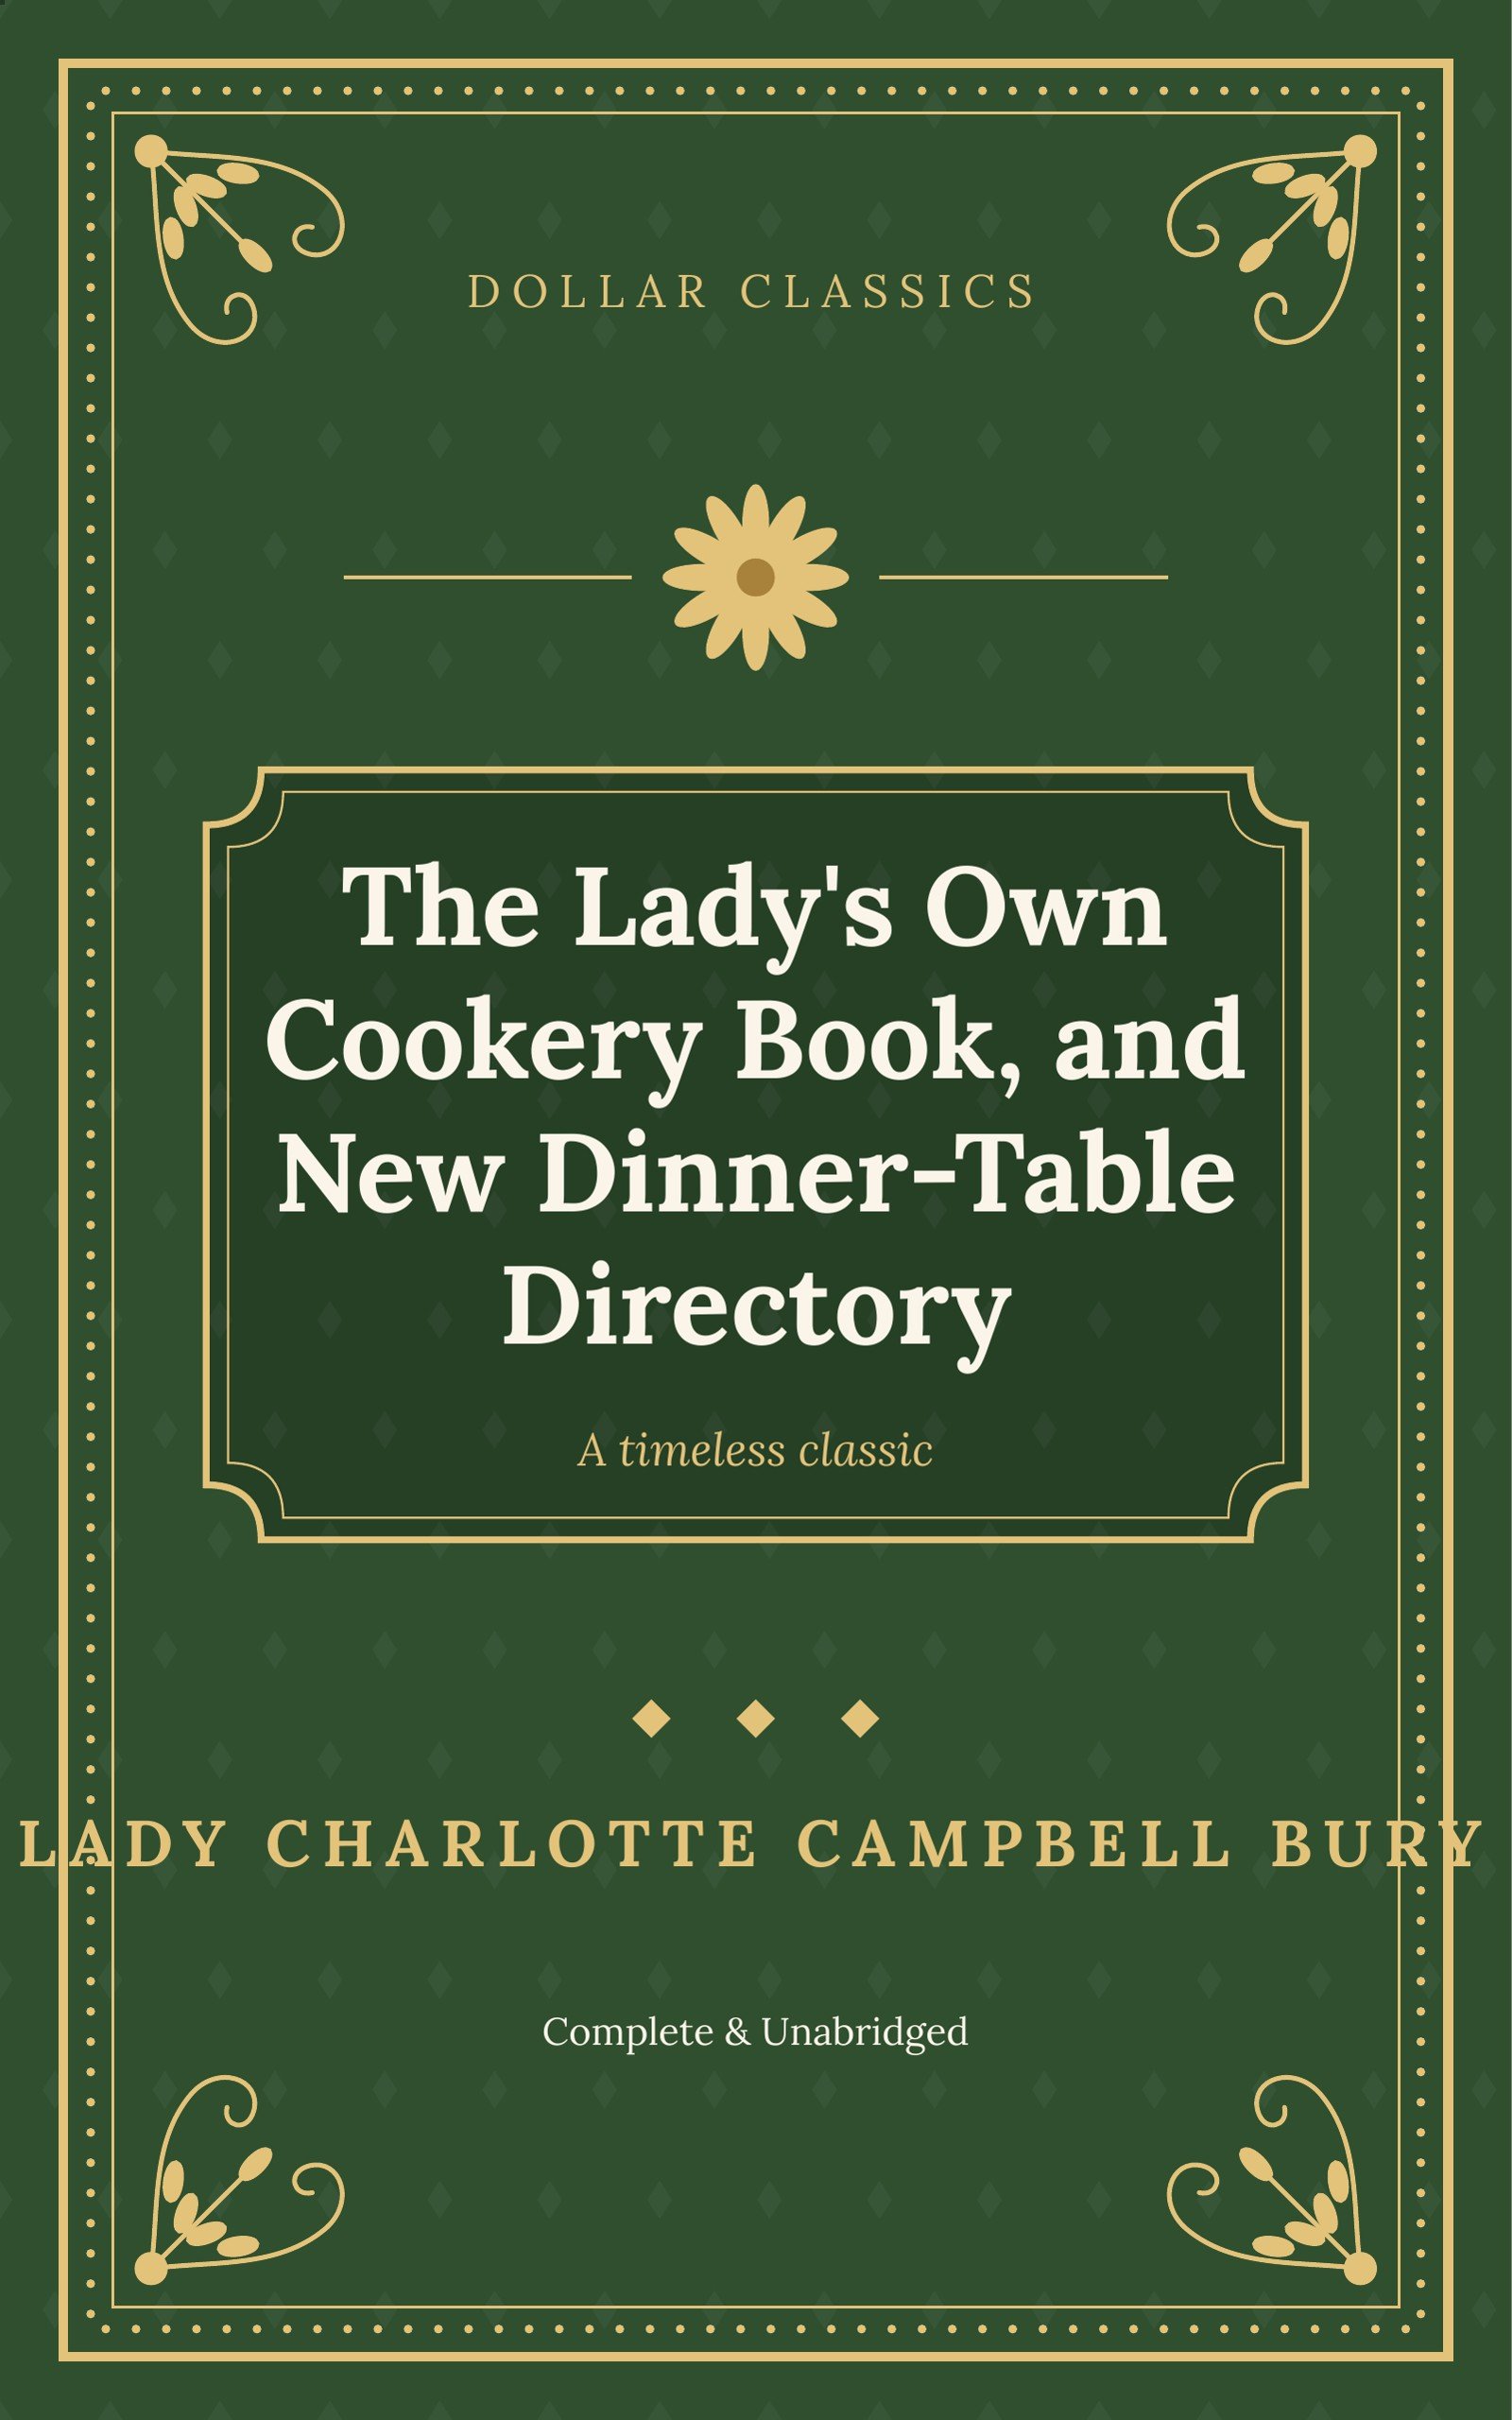 DOLLAR CLASSICS
The Lady's Own
Cookery Book, and
New Dinner-Table
Directory
A timeless classic
LADY CHARLOTTE CAMPBELL BURY
Complete & Unabridged